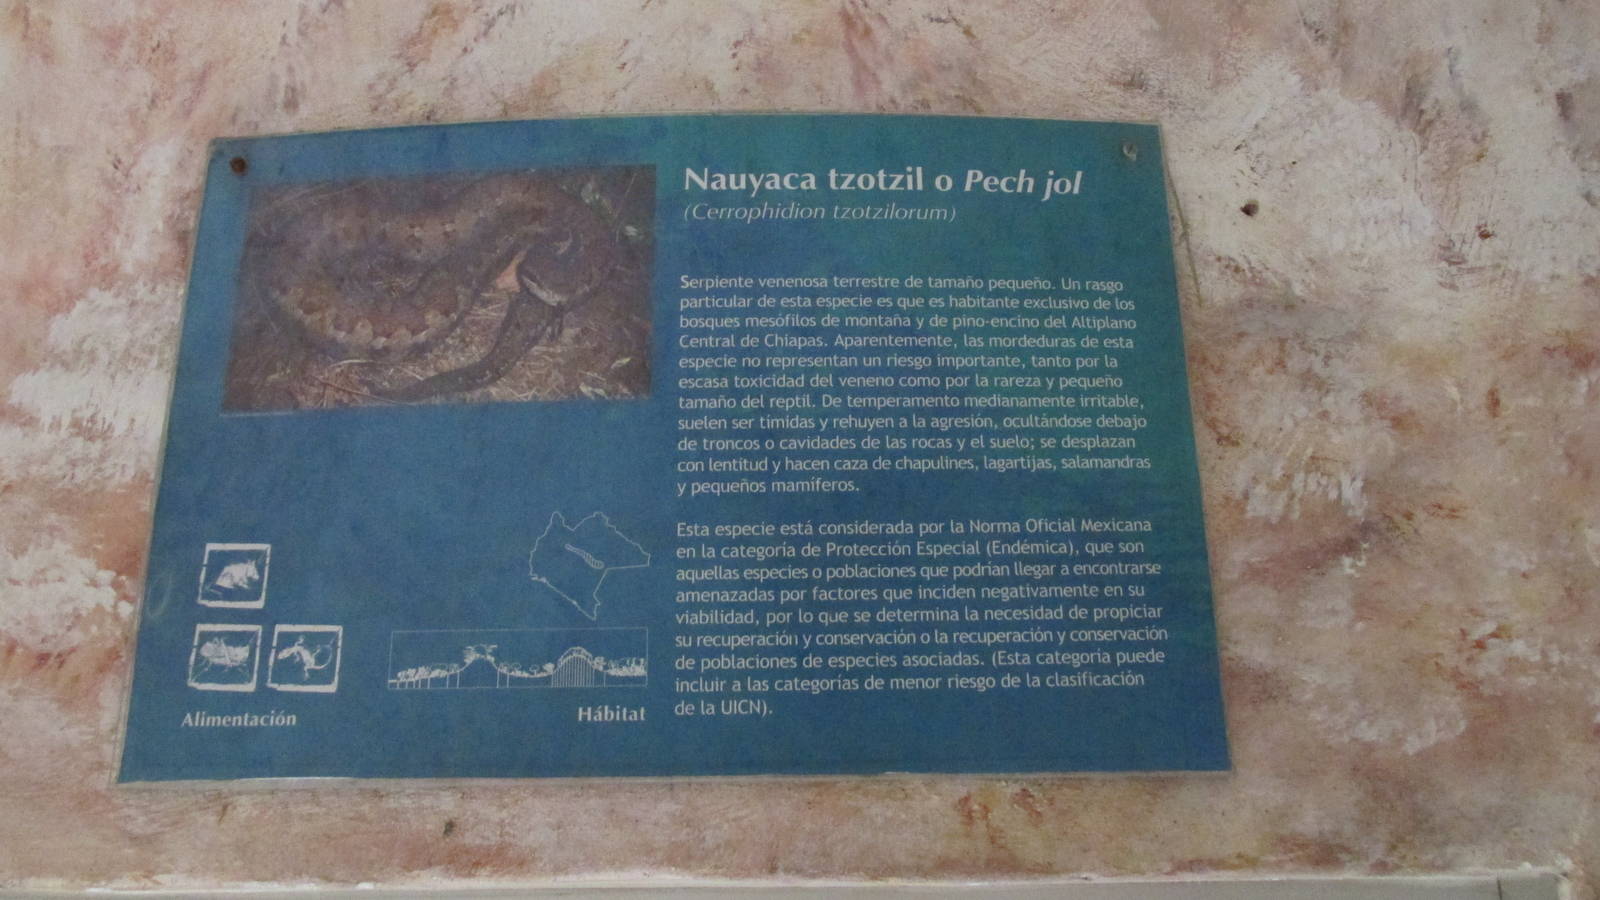 Nauyaca tzotzil o Pech jol
(Cerrophidion tzotzilorum)
Serpiente venenosa terrestre de tamaño pequeño. Un rasgo
particular de esta especie es que es habitante exclusivo de los
bosques mesófilos de montaña y de pino-encino del Altiplano
Central de Chiapas. Aparentemente, las mordeduras de esta
especie no representan un riesgo importante, tanto por la
escasa toxicidad del veneno como por la rareza y pequeño
tamaño del reptil. De temperamento medianamente irritable,
suelen ser tímidas y rehuyen a la agresión, ocultándose debajo
de troncos o cavidades de las rocas y el suelo; se desplazan
con lentitud y hacen caza de chapulines, lagartijas, salamandras
y pequeños mamíferos.
Esta especie está considerada por la Norma Oficial Mexicana
en la categoría de Protección Especial (Endémica), que son
aquellas especies o poblaciones que podrían llegar a encontrarse
amenazadas por factores que inciden negativamente en su
viabilidad, por lo que se determina la necesidad de propiciar
su recuperación y conservación o la recuperación y conservación
de poblaciones de especies asociadas. (Esta categoría puede
incluir a las categorías de menor riesgo de la clasificación
de la UICN).
Alimentación
Hábitat